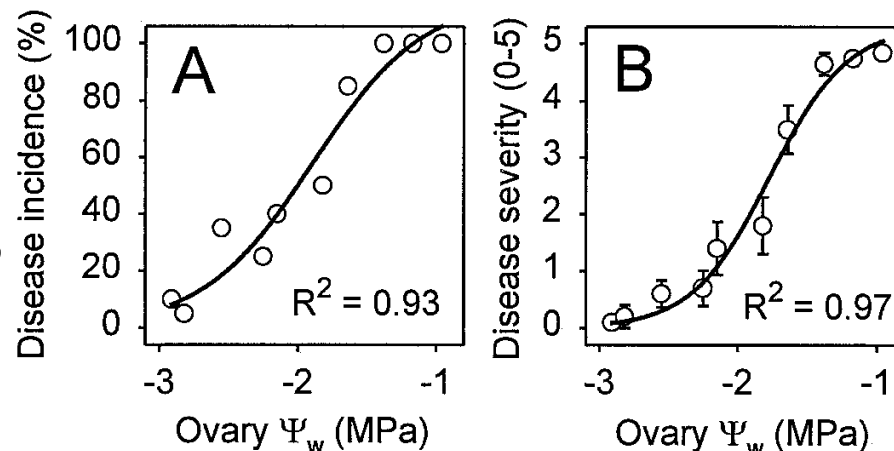 A
Disease incidence (%)
100
80
60
40
20
0
R² = 0.93
-3
-2
-1
Ovary Ψw (MPa)
B
Disease severity (0-5)
5
4
3
2
1
0
R² = 0.97
-3
-2
-1
Ovary Ψw (MPa)